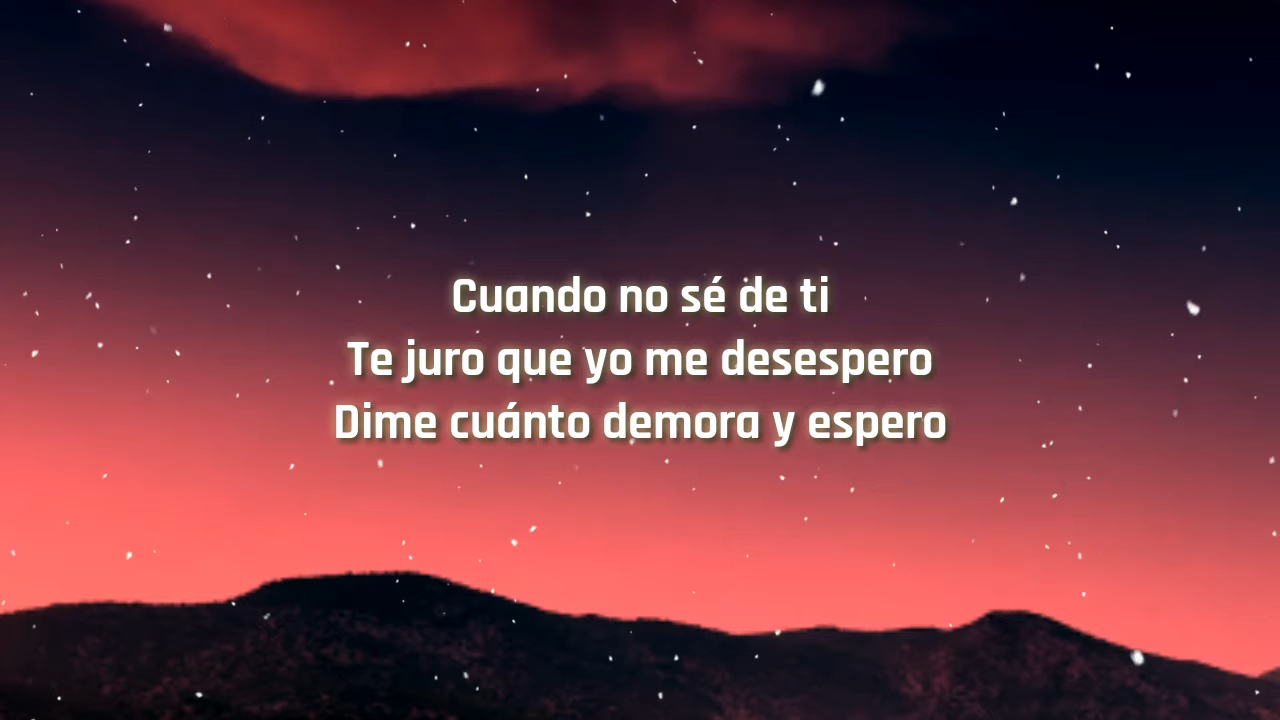 Cuando no sé de ti
Te juro que yo me desespero
Dime cuánto demora y espero